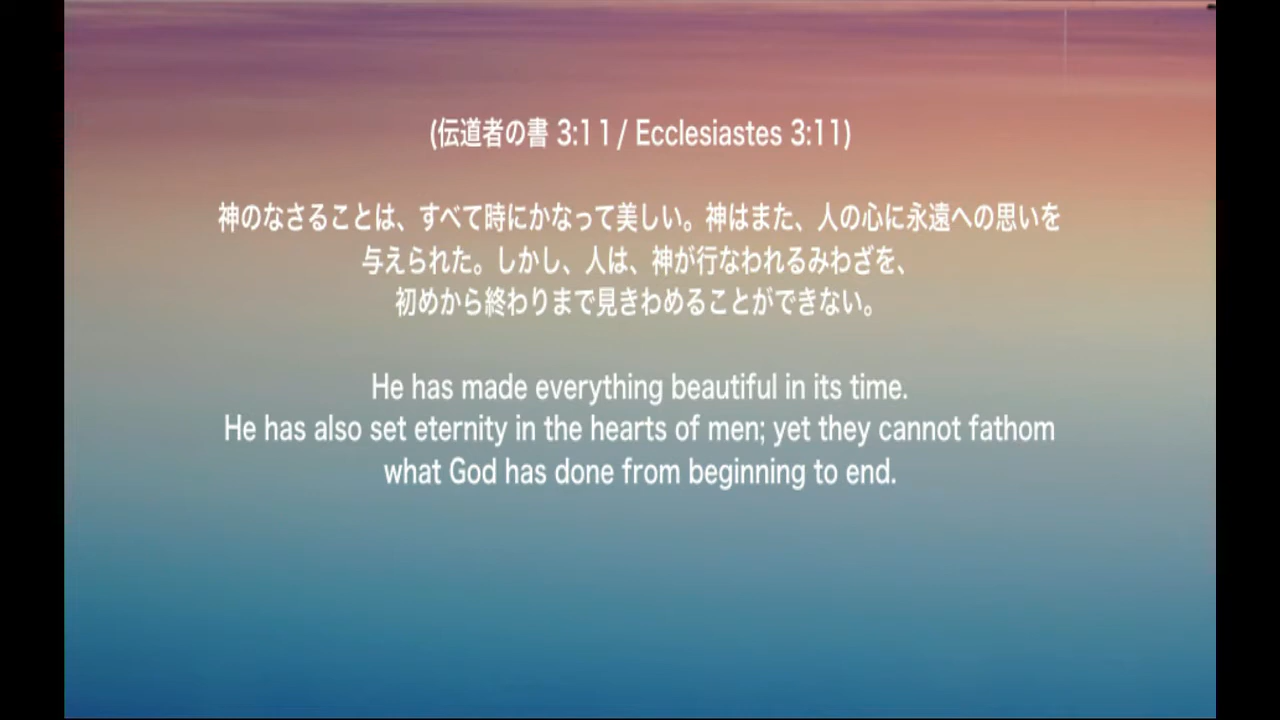 (伝道者の書 3:11/ Ecclesiastes 3:11)
神のなさることは、すべて時にかなって美しい。神はまた、人の心に永遠への思いを
与えられた。しかし、人は、神が行なわれるみわざを、
初めから終わりまで見きわめることができない。
He has made everything beautiful in its time.
He has also set eternity in the hearts of men; yet they cannot fathom
what God has done from beginning to end.